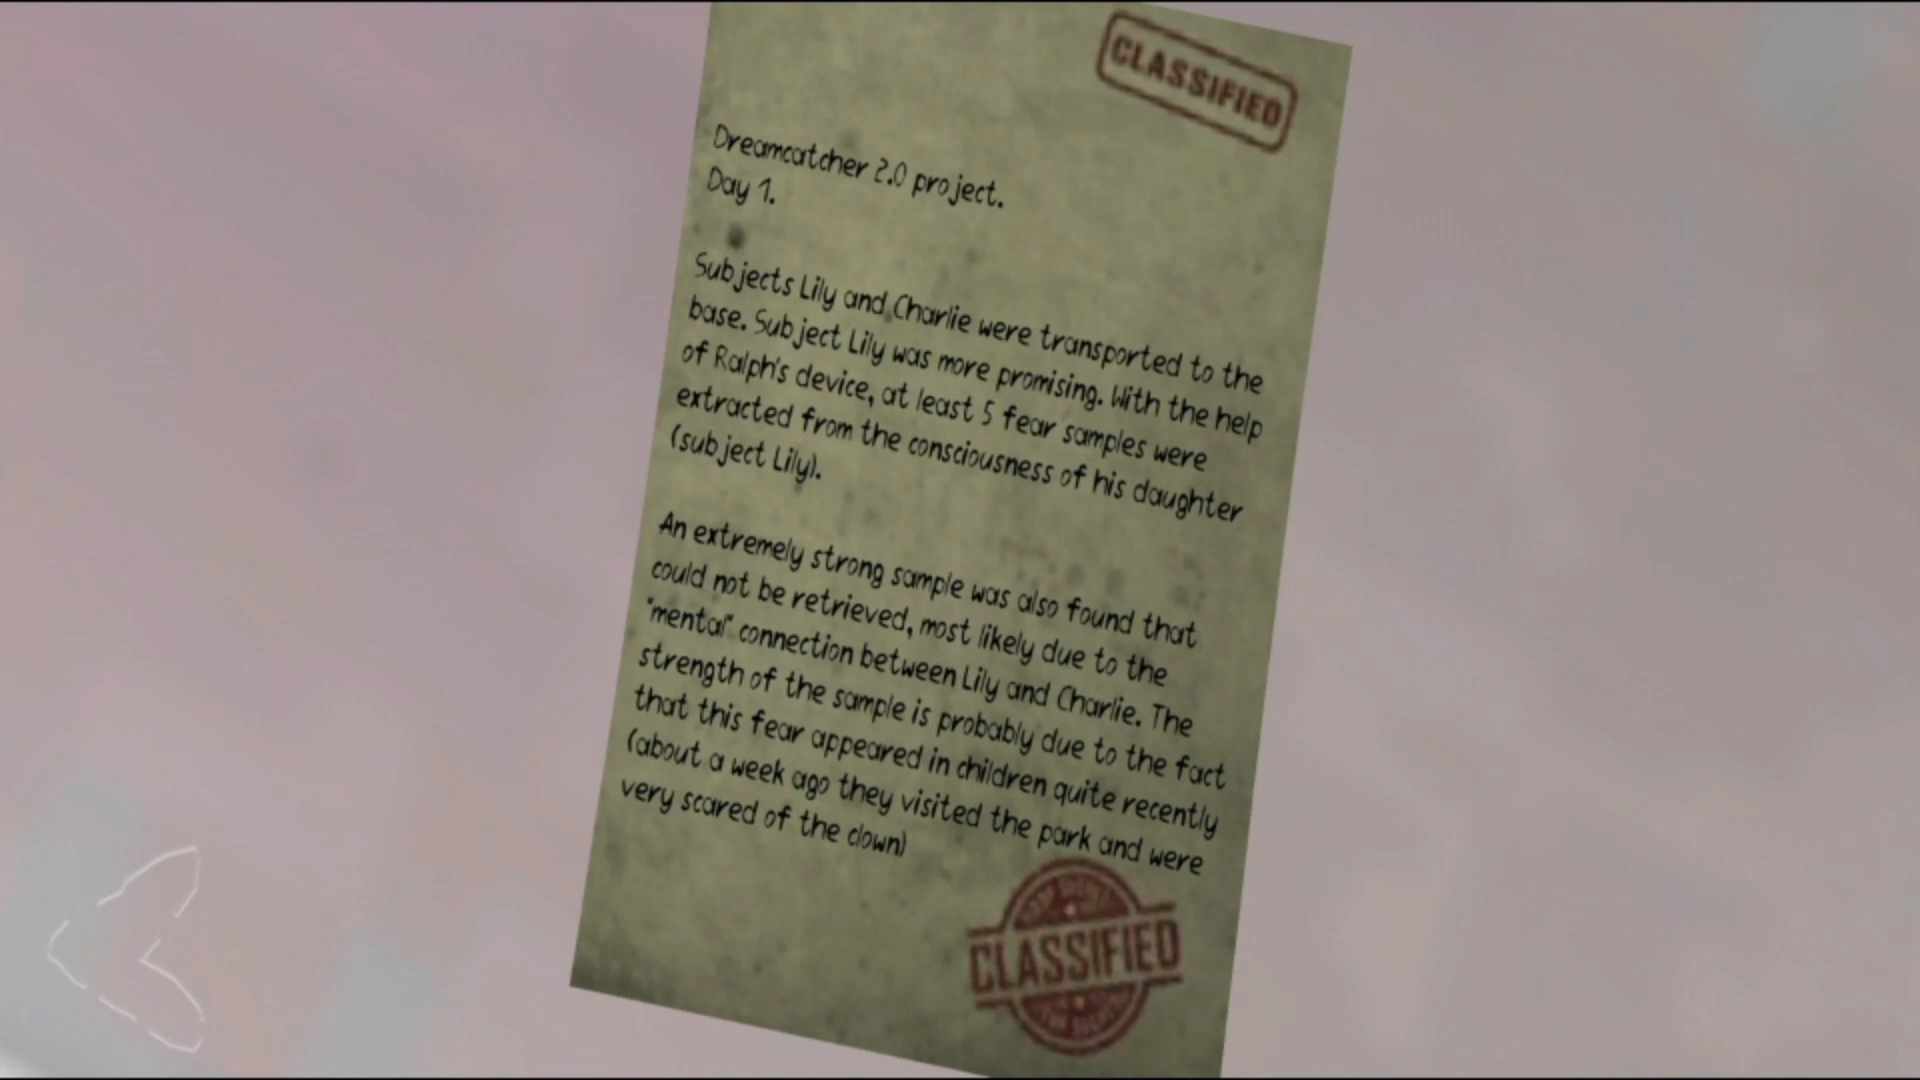 CLASSIFIED
Dreamcatcher 2.0 project.
Day 1.
Subjects Lily and Charlie were transported to the
base. Subject Lily was more promising. With the help
of Ralph's device, at least 5 fear samples were
extracted from the consciousness of his daughter
(subject Lily).
An extremely strong sample was also found that
could not be retrieved, most likely due to the
"mental" connection between Lily and Charlie. The
strength of the sample is probably due to the fact
that this fear appeared in children quite recently
(about a week ago they visited the park and were
very scared of the clown)
CLASSIFIED